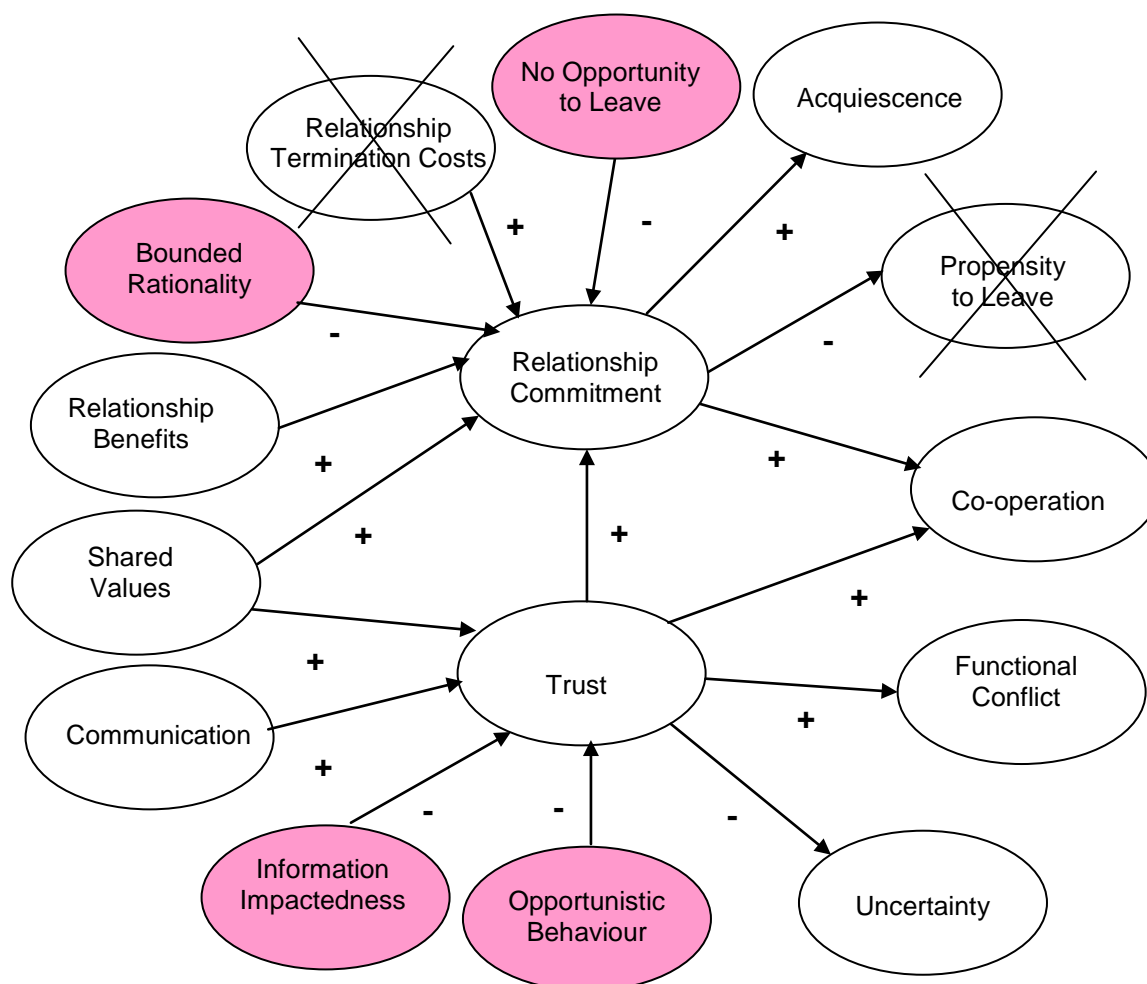 No Opportunity
to Leave
Acquiescence
Relationship
Termination Costs
+
-
+
Bounded
Rationality
Propensity
to Leave
-
-
Relationship
Commitment
Relationship
Benefits
+
+
Co-operation
+
+
Shared
Values
+
+
Functional
Conflict
Trust
Communication
+
+
-
-
-
Information
Impactedness
Opportunistic
Behaviour
Uncertainty